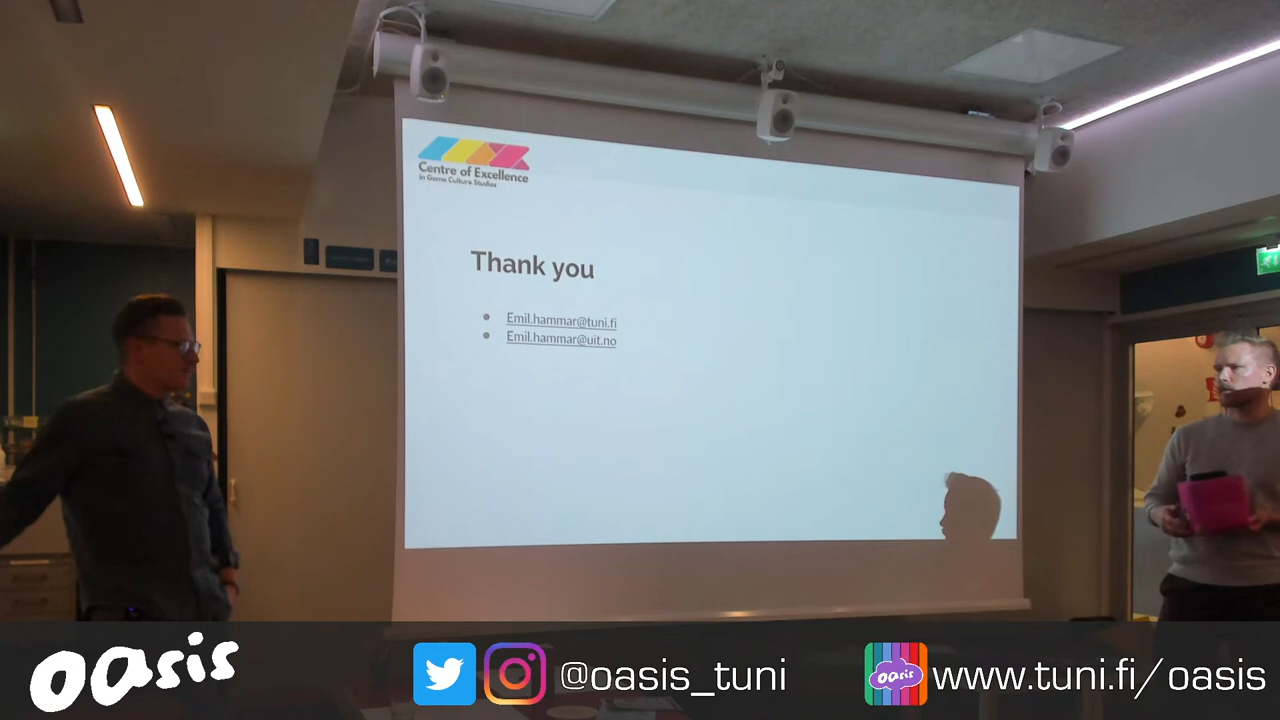 Centre of Excellence
in Game Culture Studies
Thank you
Emil.hammar@tuni.fi
Emil.hammar@uit.no
oasis
@oasis_tuni
oasis
www.tuni.fi/oasis